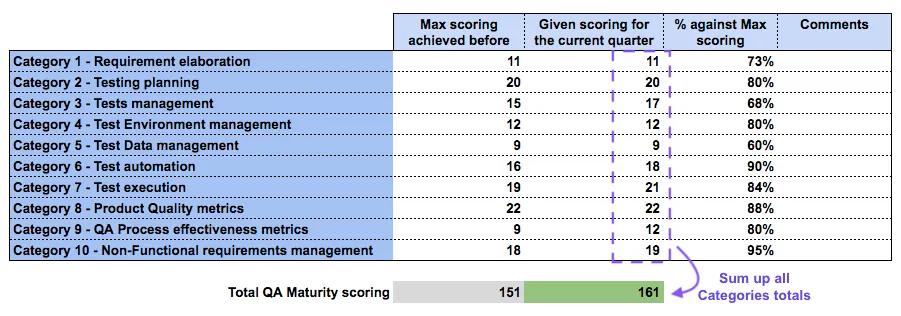 Max scoring achieved before Given scoring for the current quarter % against Max scoring Comments
Category 1 - Requirement elaboration 11 11 73%
Category 2 - Testing planning 20 20 80%
Category 3 - Tests management 15 17 68%
Category 4 - Test Environment management 12 12 80%
Category 5 - Test Data management 9 9 60%
Category 6 - Test automation 16 18 90%
Category 7 - Test execution 19 21 84%
Category 8 - Product Quality metrics 22 22 88%
Category 9 - QA Process effectiveness metrics 9 12 80%
Category 10 - Non-Functional requirements management 18 19 95%
Sum up all
Categories totals
Total QA Maturity scoring 151 161